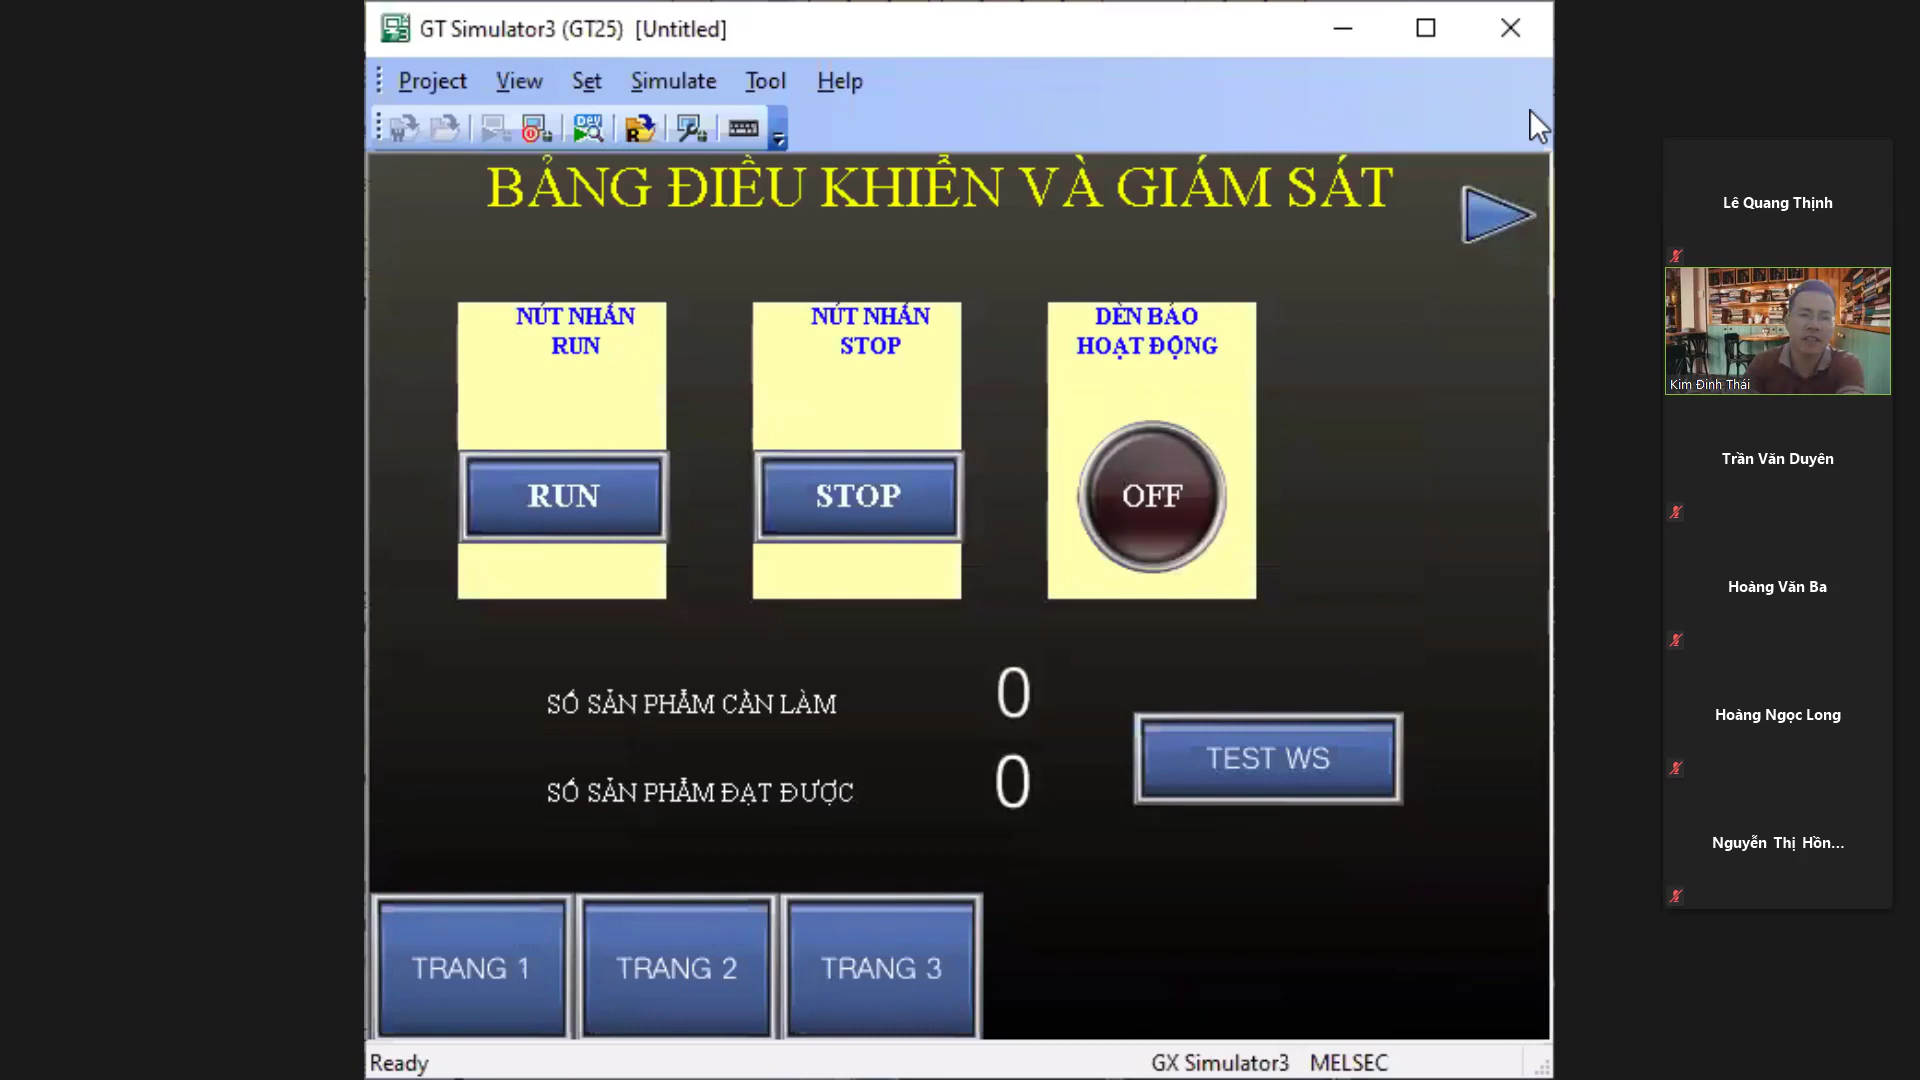 GT Simulator3 (GT25) [Untitled]
Project View Set Simulate Tool Help
BẢNG ĐIỀU KHIỂN VÀ GIÁM SÁT
NÚT NHẤN
RUN
NÚT NHẤN
STOP
DÈN BÁO
HOẠT ĐỘNG
RUN
STOP
OFF
SỐ SẢN PHẨM CẦN LÀM
0
SỐ SẢN PHẨM ĐẠT ĐƯỢC
0
TEST WS
TRANG 1
TRANG 2
TRANG 3
Ready
GX Simulator3 MELSEC
Lê Quang Thịnh
Kim Đinh Thái
Trần Văn Duyên
Hoàng Văn Ba
Hoàng Ngọc Long
Nguyễn Thị Hồn...